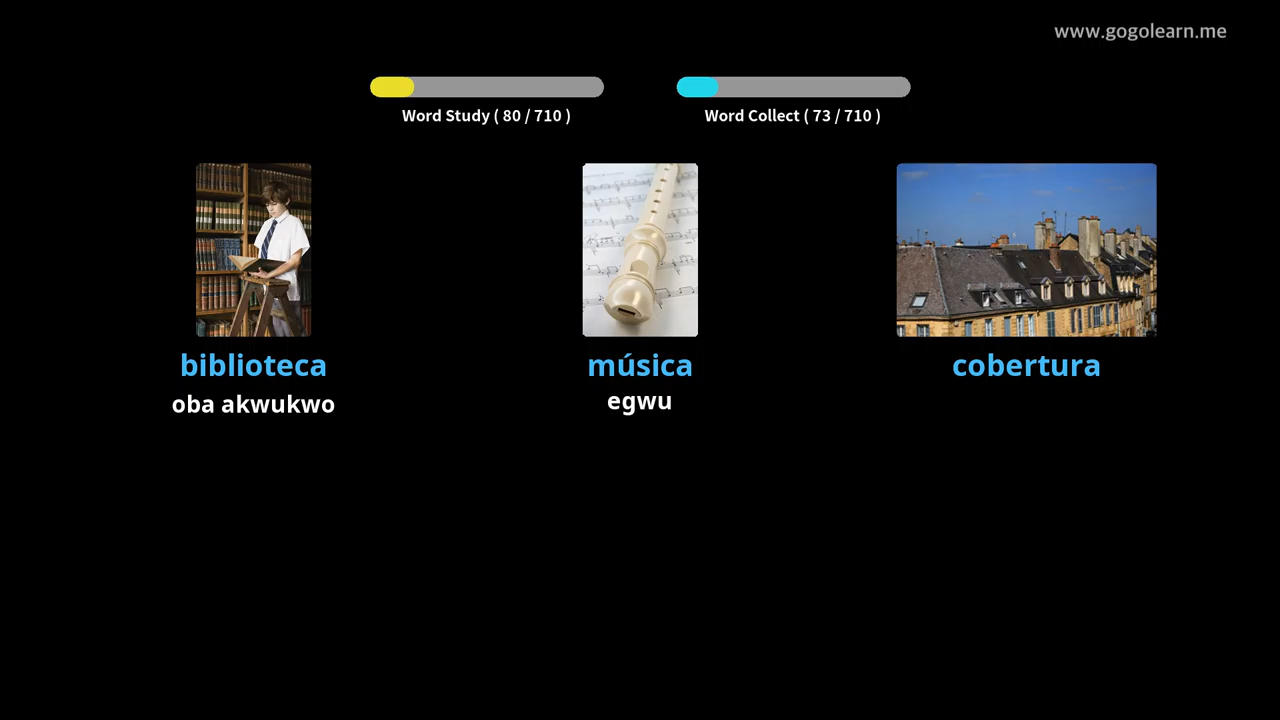 www.gogolearn.me
Word Study ( 80 / 710 )
Word Collect ( 73 / 710 )
biblioteca
oba akwukwo
música
egwu
cobertura